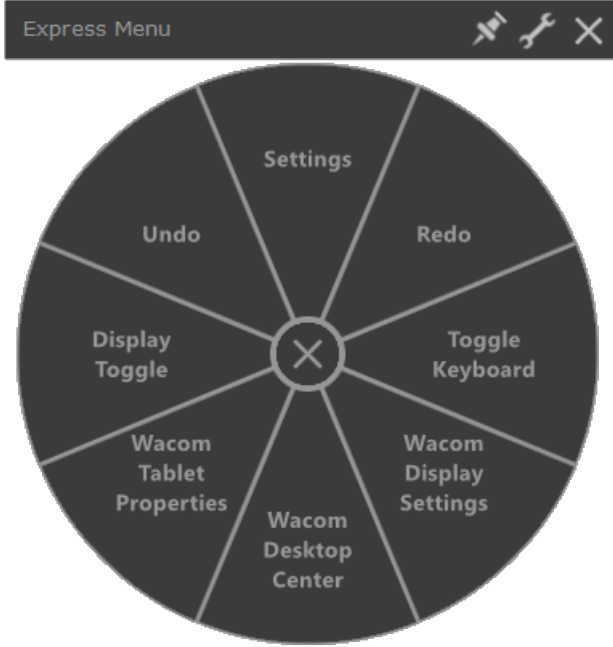 Express Menu
Settings
Undo
Redo
Display
Toggle
Toggle
Keyboard
Wacom
Tablet
Properties
Wacom
Display
Settings
Wacom
Desktop
Center